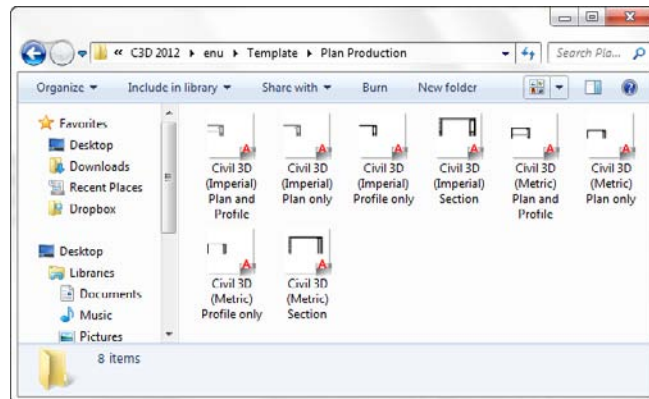 « C3D 2012 ▸ enu ▸ Template ▸ Plan Production
Search Pla...
Organize
Include in library
Share with
Burn
New folder
Favorites
Desktop
Downloads
Recent Places
Dropbox
Desktop
Libraries
Documents
Music
Pictures
Civil 3D
(Imperial)
Plan and
Profile
Civil 3D
(Imperial)
Plan only
Civil 3D
(Imperial)
Profile only
Civil 3D
(Imperial)
Section
Civil 3D
(Metric)
Plan and
Profile
Civil 3D
(Metric)
Plan only
Civil 3D
(Metric)
Profile only
Civil 3D
(Metric)
Section
8 items